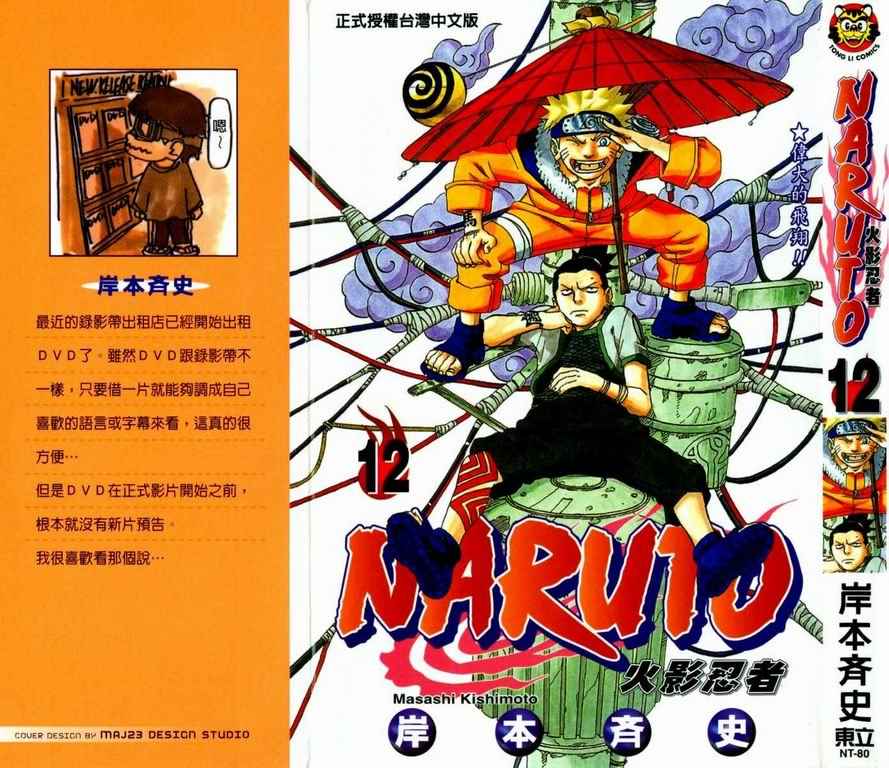 I NEW RELEASE
DVD
DVD
DVD
DVD
嗯～
岸本斉史
最近的錄影帶出租店已經開始出租
ＤＶＤ了。雖然ＤＶＤ跟錄影帶不
一樣，只要借一片就能夠調成自己
喜歡的語言或字幕來看，這真的很
方便…
但是ＤＶＤ在正式影片開始之前，
根本就沒有新片預告。
我很喜歡看那個說…
COVER DESIGN BY MAJ23 DESIGN STUDIO
正式授權台灣中文版
★偉大的飛翔!!
馬
12
NARUTO
火影忍者
Masashi Kishimoto
岸本斉史
TONG LI COMICS
NARUTO
火影忍者
12
岸本斉史
東立
NT-80